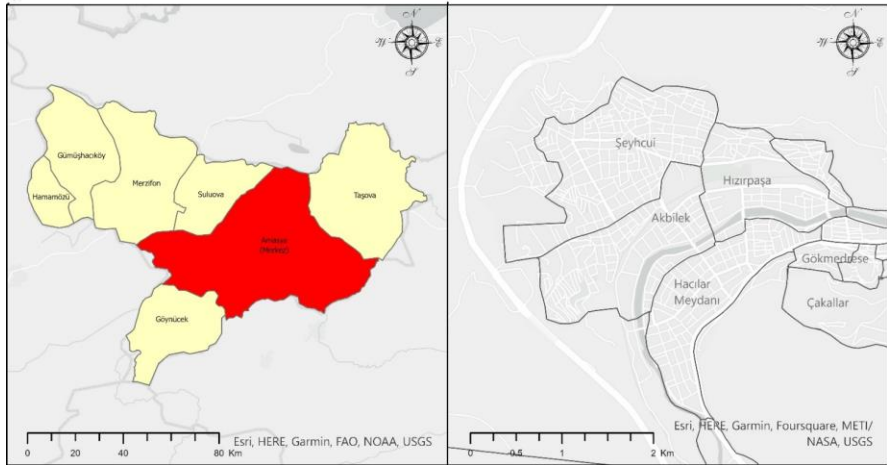 N
W
E
S
Gümüşhacıköy
Hamamözü
Merzifon
Suluova
Taşova
Amasya
(Merkez)
Göynücek
0 20 40 80 Km
Esri, HERE, Garmin, FAO, NOAA, USGS
N
W
E
S
Şeyhcui
Hızırpaşa
Akbilek
Gökmedrese
Hacılar
Meydanı
Çakallar
0 0.5 1 2 Km
Esri, HERE, Garmin, Foursquare, METI/
NASA, USGS